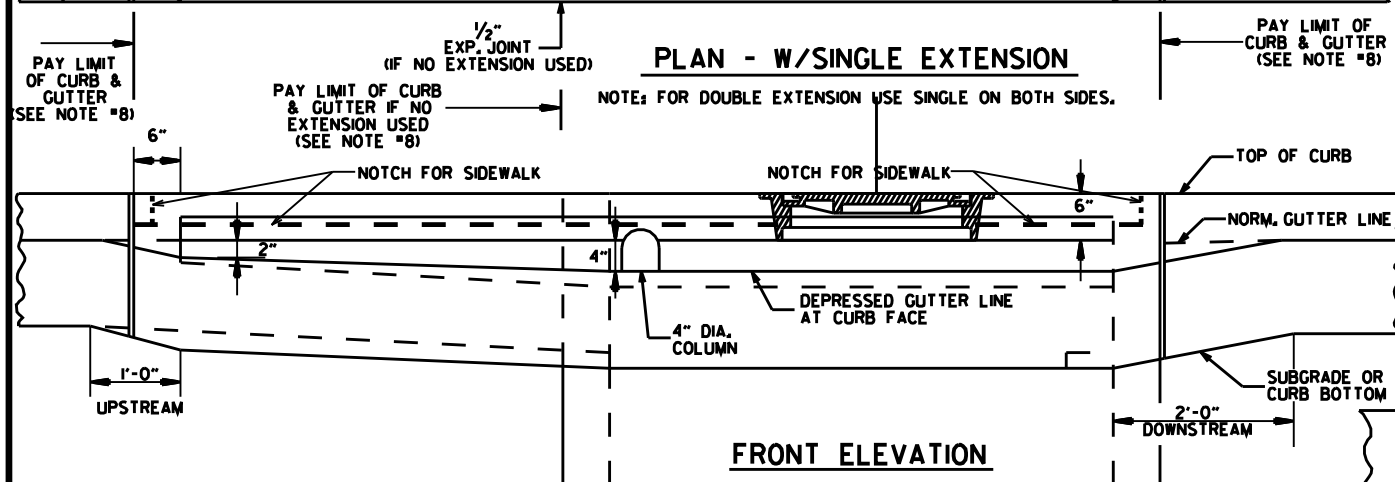 PAY LIMIT
OF CURB &
GUTTER
(SEE NOTE "8)
1/2"
EXP. JOINT
(IF NO EXTENSION USED)
PAY LIMIT OF CURB
& GUTTER IF NO
EXTENSION USED
(SEE NOTE "8)
PLAN - W/SINGLE EXTENSION
NOTE: FOR DOUBLE EXTENSION USE SINGLE ON BOTH SIDES.
PAY LIMIT OF
CURB & GUTTER
(SEE NOTE "8)
6"
NOTCH FOR SIDEWALK
NOTCH FOR SIDEWALK
TOP OF CURB
6"
NORM. GUTTER LINE
2"
4"
DEPRESSED GUTTER LINE
AT CURB FACE
4" DIA.
COLUMN
1'-0"
UPSTREAM
SUBGRADE OR
CURB BOTTOM
2'-0"
DOWNSTREAM
FRONT ELEVATION